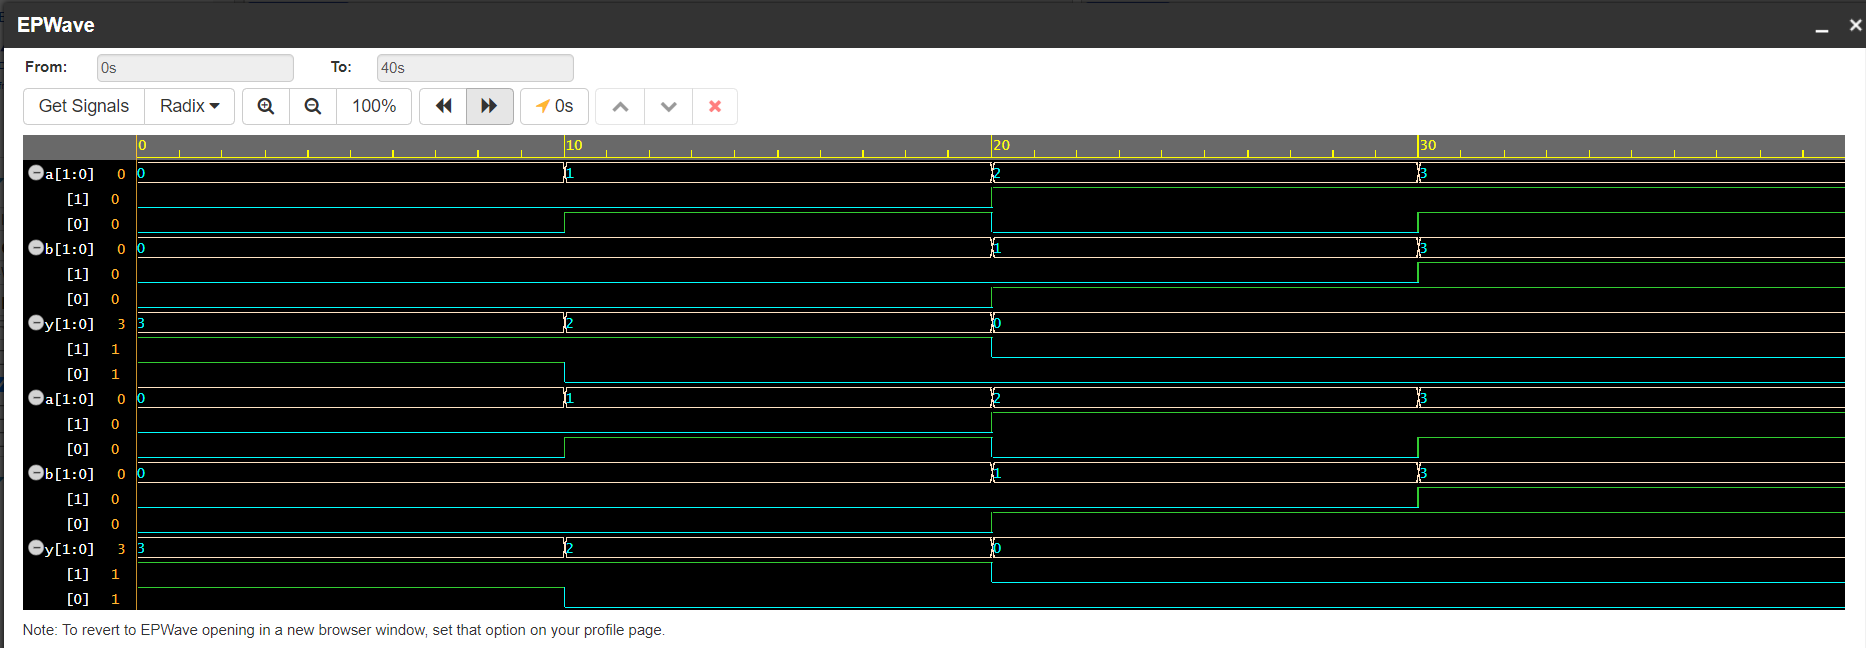 EPWave
From: 0s To: 40s
Get Signals Radix 100% 0s
0 10 20 30
a[1:0] 0 0 1 2 3
[1] 0
[0] 0
b[1:0] 0 0 1 3
[1] 0
[0] 0
y[1:0] 3 3 2 0
[1] 1
[0] 1
a[1:0] 0 0 1 2 3
[1] 0
[0] 0
b[1:0] 0 0 1 3
[1] 0
[0] 0
y[1:0] 3 3 2 0
[1] 1
[0] 1
Note: To revert to EPWave opening in a new browser window, set that option on your profile page.